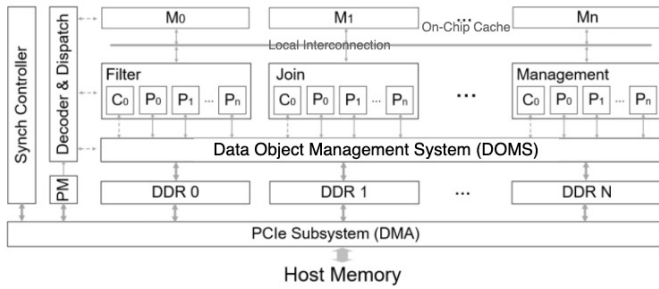 Synch Controller
Decoder & Dispatch
PM
M0 M1 ... Mn
On-Chip Cache
Local Interconnection
Filter Join ... Management
C0 P0 P1 ... Pn C0 P0 P1 ... Pn C0 P0 P1 ... Pn
Data Object Management System (DOMS)
DDR 0 DDR 1 ... DDR N
PCIe Subsystem (DMA)
Host Memory